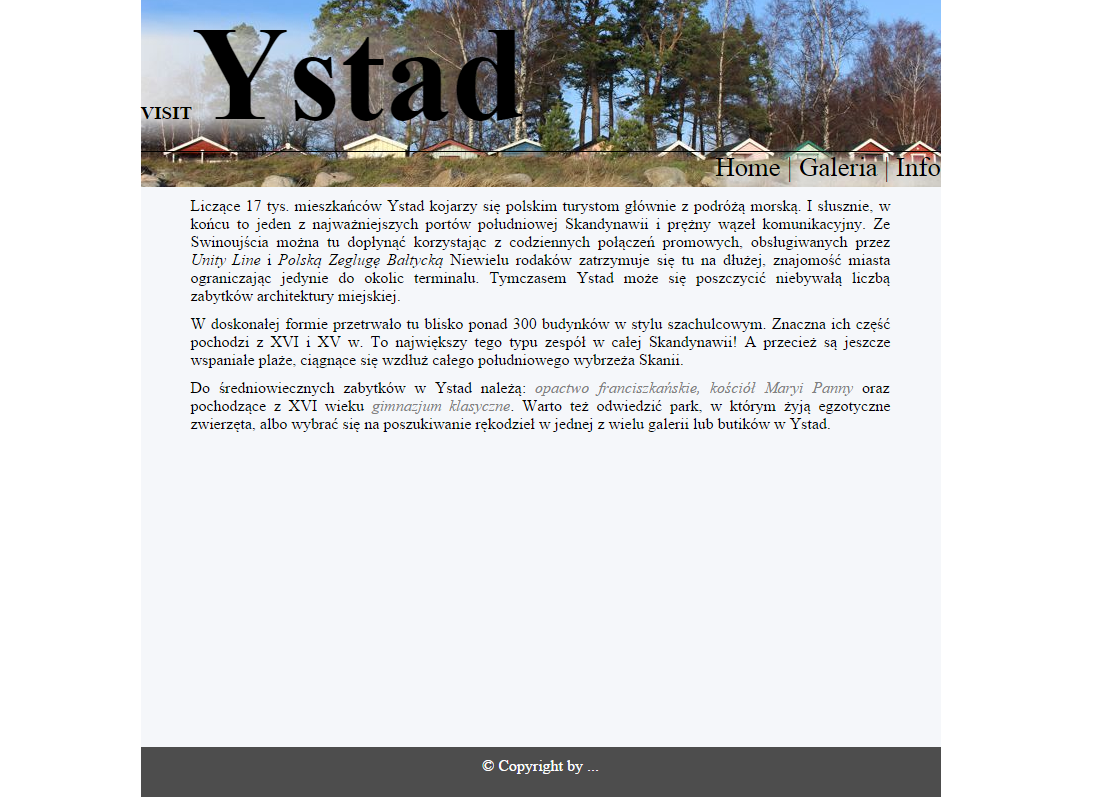 VISIT Ystad
Home | Galeria | Info
Liczące 17 tys. mieszkańców Ystad kojarzy się polskim turystom głównie z podróżą morską. I słusznie, w
końcu to jeden z najważniejszych portów południowej Skandynawii i prężny węzeł komunikacyjny. Ze
Swinoujścia można tu dopłynąć korzystając z codziennych połączeń promowych, obsługiwanych przez
Unity Line i Polską Zeglugę Bałtycką Niewielu rodaków zatrzymuje się tu na dłużej, znajomość miasta
ograniczając jedynie do okolic terminalu. Tymczasem Ystad może się poszczycić niebywałą liczbą
zabytków architektury miejskiej.
W doskonałej formie przetrwało tu blisko ponad 300 budynków w stylu szachulcowym. Znaczna ich część
pochodzi z XVI i XV w. To największy tego typu zespół w całej Skandynawii! A przecież są jeszcze
wspaniałe plaże, ciągnące się wzdłuż całego południowego wybrzeża Skanii.
Do średniowiecznych zabytków w Ystad należą: opactwo franciszkańskie, kościół Maryi Panny oraz
pochodzące z XVI wieku gimnazjum klasyczne. Warto też odwiedzić park, w którym żyją egzotyczne
zwierzęta, albo wybrać się na poszukiwanie rękodzieł w jednej z wielu galerii lub butików w Ystad.
© Copyright by ...